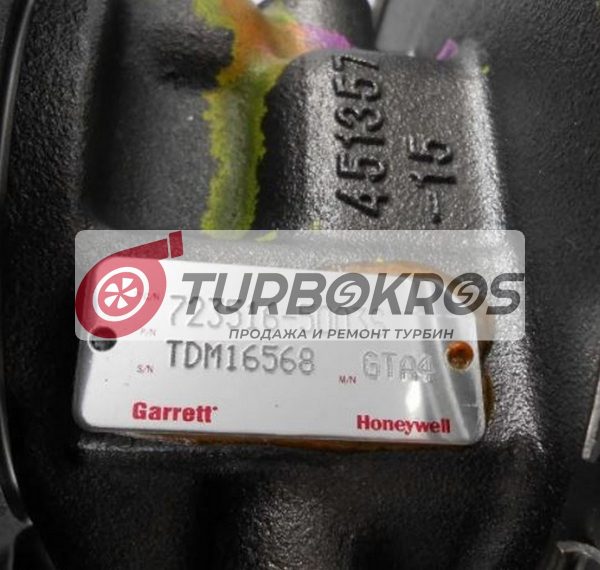 451357
-15
TURBOKROS
ПРОДАЖА И РЕМОНТ ТУРБИН
P/N
S/N TDM16568 M/N GTA4
Garrett
Honeywell